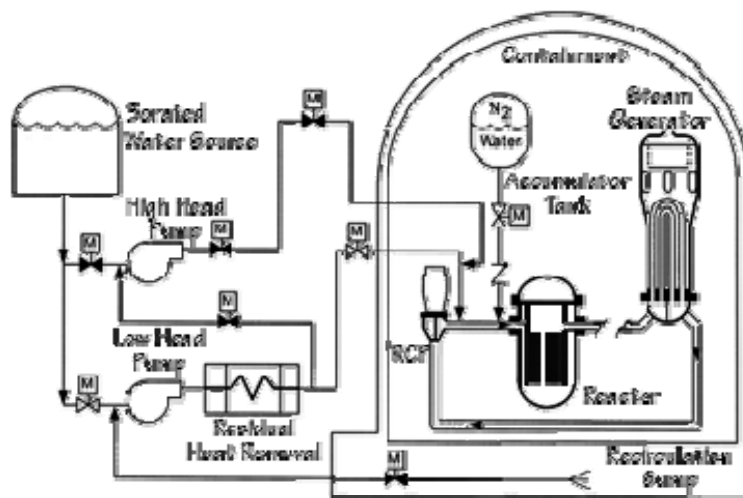 Containment
Steam
Generator
N2
Water
Accumulator
Tank
Borated
Water Source
High Head
Pump
M
M
M
M
M
M
M
M
Low Head
Pump
RCP
Reactor
Residual
Heat Removal
Recirculation
Sump